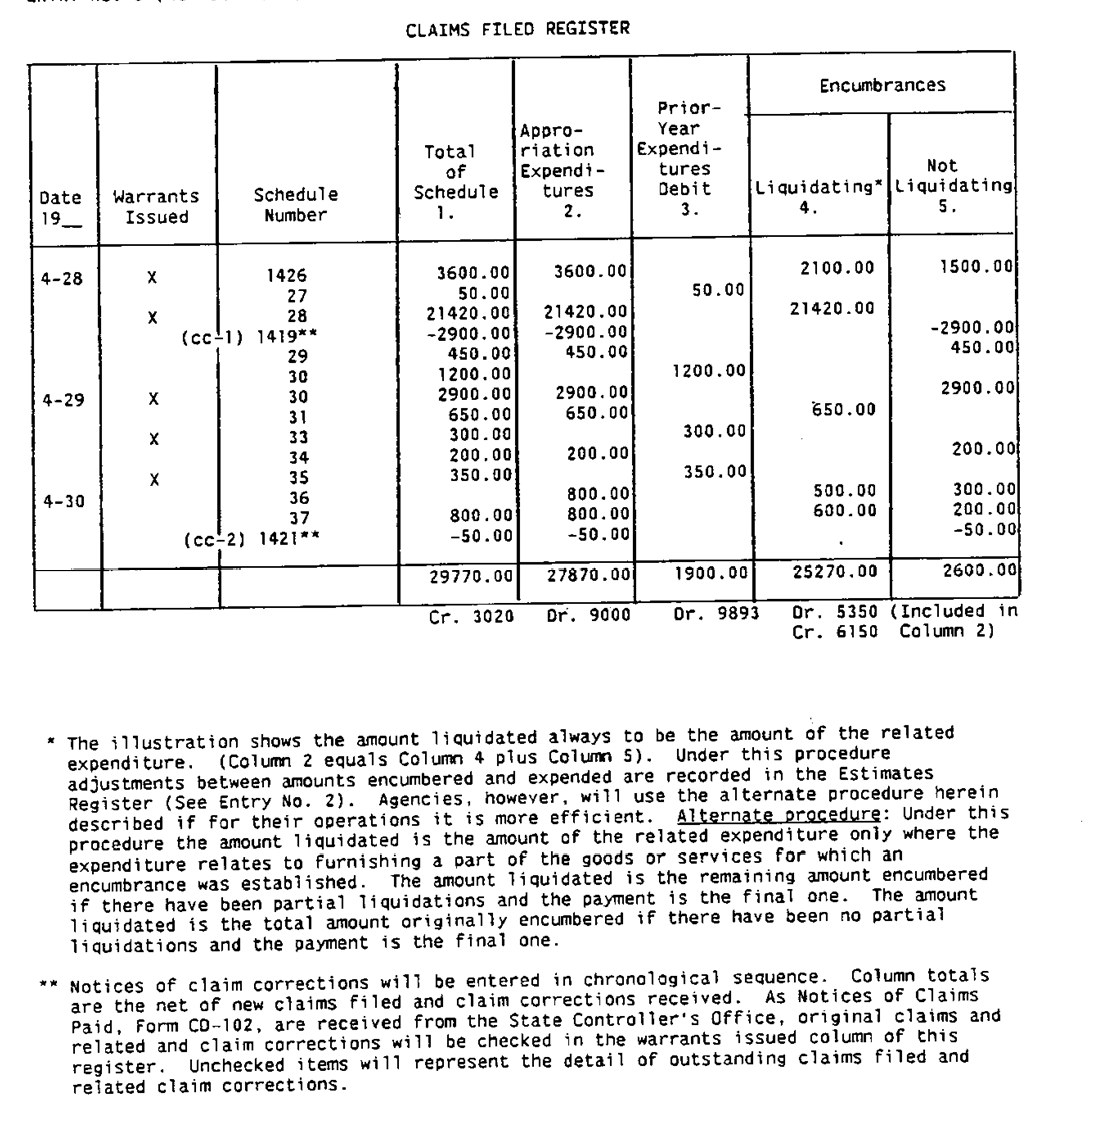 CLAIMS FILED REGISTER
Encumbrances
Prior-
Appro- Year
Total riation Expendi-
of Expendi- tures Not
Date Warrants Schedule Schedule tures Debit Liquidating* Liquidating
19__ Issued Number 1. 2. 3. 4. 5.
4-28 X 1426 3600.00 3600.00 2100.00 1500.00
27 50.00 50.00
X 28 21420.00 21420.00 21420.00
(cc-1) 1419** -2900.00 -2900.00 -2900.00
29 450.00 450.00 450.00
30 1200.00 1200.00
4-29 X 30 2900.00 2900.00 2900.00
31 650.00 650.00 650.00
X 33 300.00 300.00
34 200.00 200.00 200.00
X 35 350.00 350.00
4-30 36 800.00 500.00 300.00
37 800.00 800.00 600.00 200.00
(cc-2) 1421** -50.00 -50.00 -50.00
29770.00 27870.00 1900.00 25270.00 2600.00
Cr. 3020 Dr. 9000 Dr. 9893 Dr. 5350 (Included in
Cr. 6150 Column 2)
* The illustration shows the amount liquidated always to be the amount of the related
expenditure. (Column 2 equals Column 4 plus Column 5). Under this procedure
adjustments between amounts encumbered and expended are recorded in the Estimates
Register (See Entry No. 2). Agencies, however, will use the alternate procedure herein
described if for their operations it is more efficient. Alternate procedure: Under this
procedure the amount liquidated is the amount of the related expenditure only where the
expenditure relates to furnishing a part of the goods or services for which an
encumbrance was established. The amount liquidated is the remaining amount encumbered
if there have been partial liquidations and the payment is the final one. The amount
liquidated is the total amount originally encumbered if there have been no partial
liquidations and the payment is the final one.
** Notices of claim corrections will be entered in chronological sequence. Column totals
are the net of new claims filed and claim corrections received. As Notices of Claims
Paid, Form CD-102, are received from the State Controller's Office, original claims and
related and claim corrections will be checked in the warrants issued column of this
register. Unchecked items will represent the detail of outstanding claims filed and
related claim corrections.